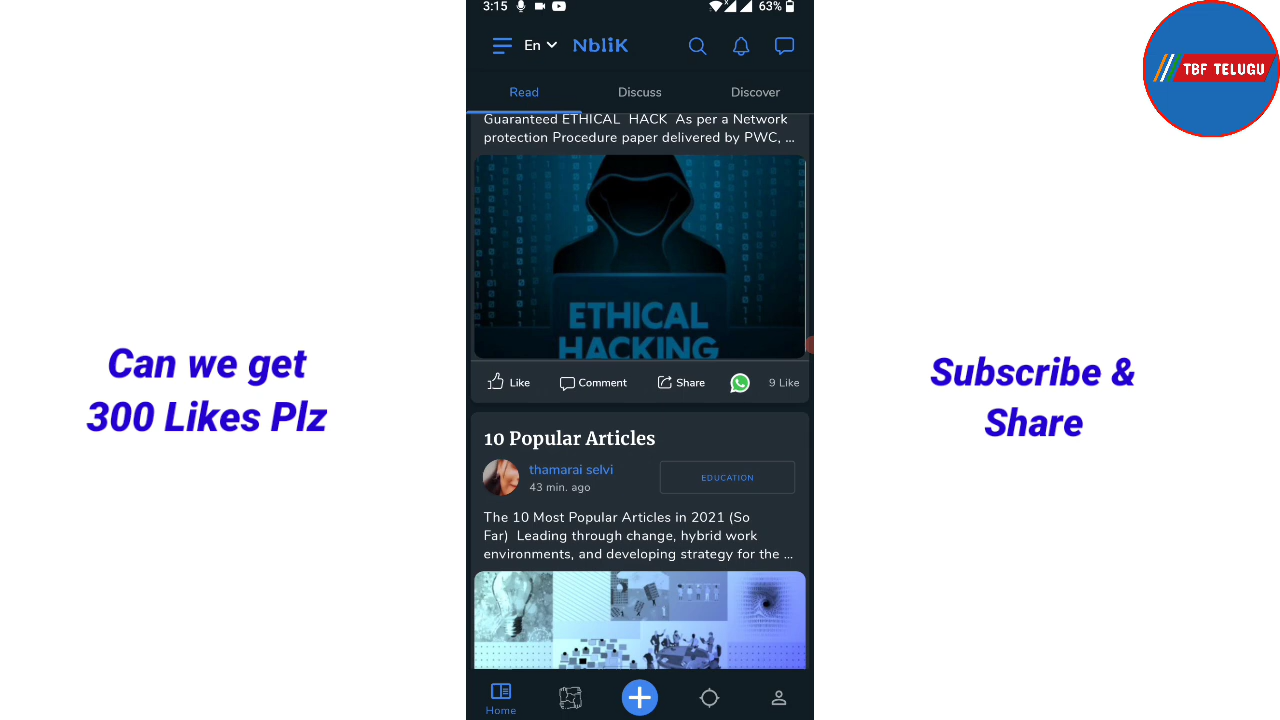 3:15
63%
En
NbliK
TBF TELUGU
Read
Discuss
Discover
Guaranteed ETHICAL HACK As per a Network
protection Procedure paper delivered by PWC, ...
ETHICAL
HACKING
Like
Comment
Share
9 Like
Can we get
300 Likes Plz
Subscribe &
Share
10 Popular Articles
thamarai selvi
43 min. ago
EDUCATION
The 10 Most Popular Articles in 2021 (So
Far) Leading through change, hybrid work
environments, and developing strategy for the ...
Home